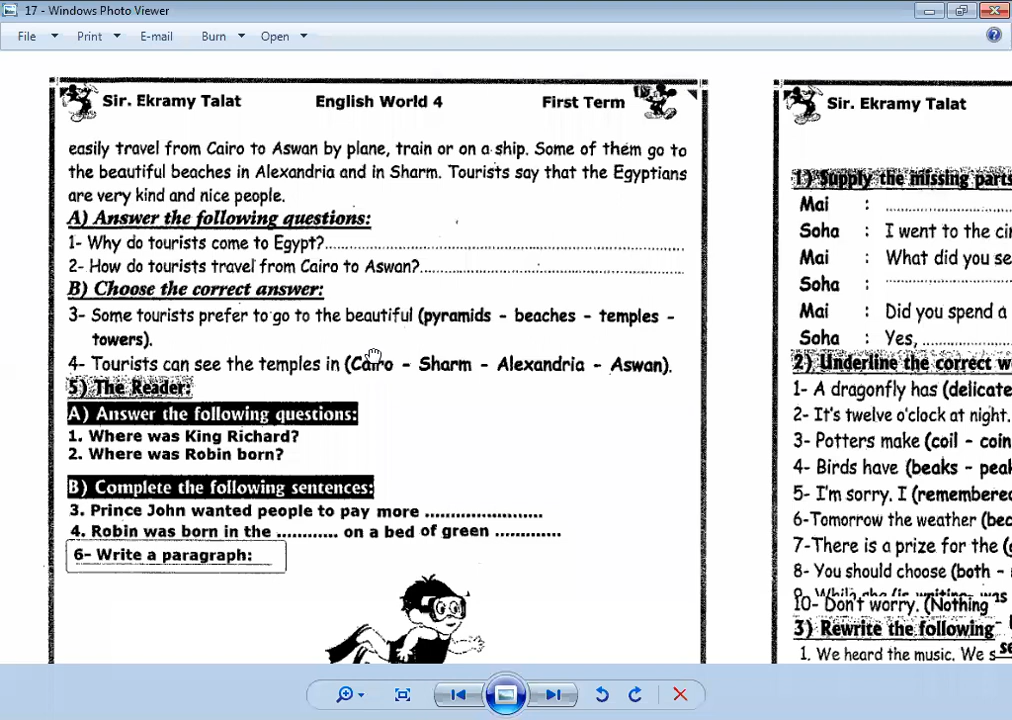 17 - Windows Photo Viewer
File Print E-mail Burn Open
Sir. Ekramy Talat English World 4 First Term
easily travel from Cairo to Aswan by plane, train or on a ship. Some of them go to
the beautiful beaches in Alexandria and in Sharm. Tourists say that the Egyptians
are very kind and nice people.
A) Answer the following questions:
1- Why do tourists come to Egypt?..........................................................................
2- How do tourists travel from Cairo to Aswan?......................................................
B) Choose the correct answer:
3- Some tourists prefer to go to the beautiful (pyramids - beaches - temples -
towers).
4- Tourists can see the temples in (Cairo - Sharm - Alexandria - Aswan).
5) The Reader:
A) Answer the following questions:
1. Where was King Richard?
2. Where was Robin born?
B) Complete the following sentences:
3. Prince John wanted people to pay more ........................
4. Robin was born in the ............ on a bed of green .............
6- Write a paragraph:
Sir. Ekramy Talat
1) Supply the missing parts
Mai : ..........................
Soha : I went to the
Mai : What did you
Soha : ..........................
Mai : Did you spend a
Soha : Yes, ..................
2) Underline the correct
1- A dragonfly has (delicate
2- It's twelve o'clock at night.
3- Potters make (coil - coin
4- Birds have (beaks -
5- I'm sorry. I (remembered
6-Tomorrow the weather
7-There is a prize for the
8- You should choose (both -
10- Don't worry. (Nothing
3) Rewrite the following
1. We heard the music. We